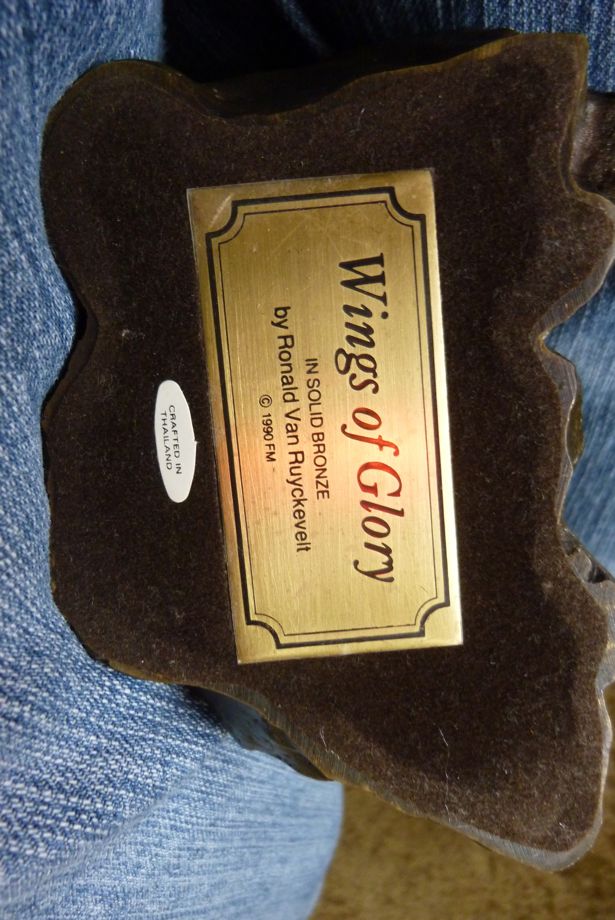 Wings of Glory
IN SOLID BRONZE
by Ronald Van Ruyckevelt
© 1990 FM
CRAFTED IN
THAILAND